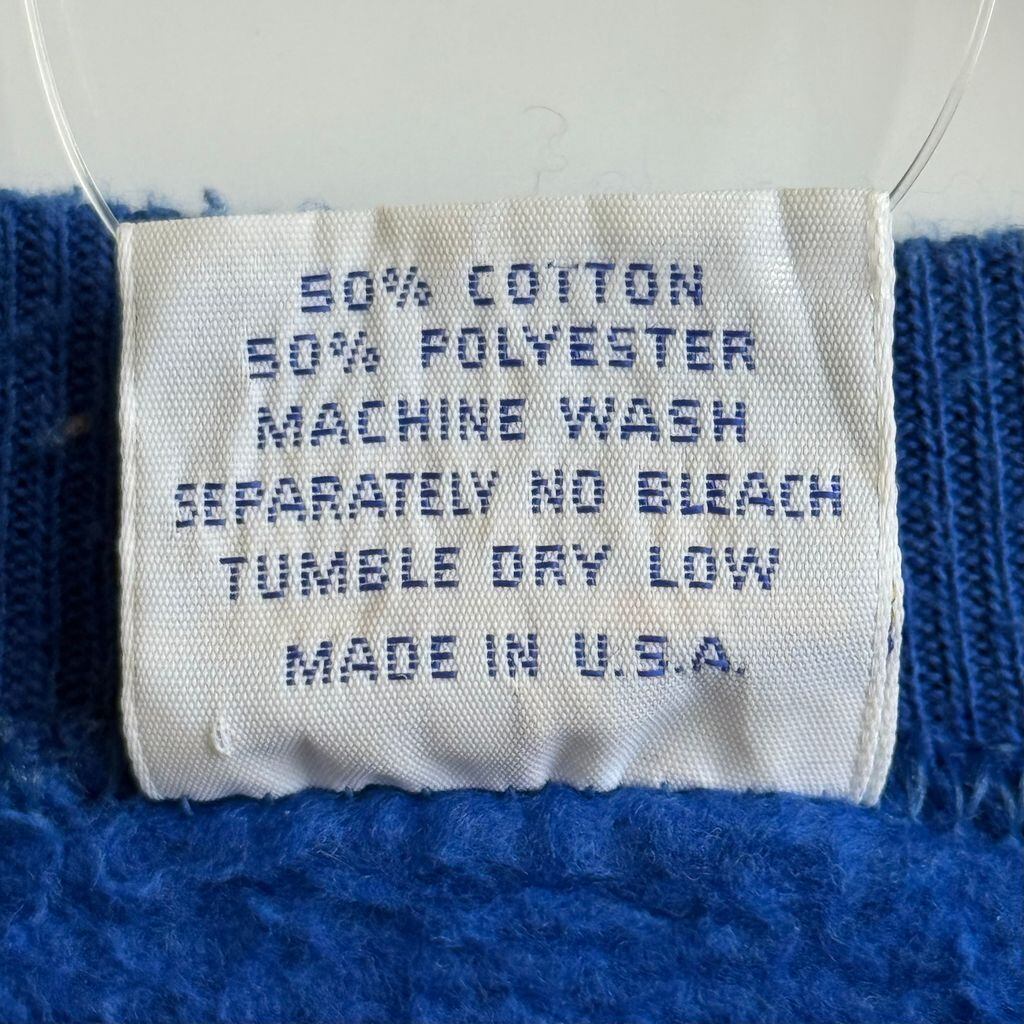 50% COTTON
50% POLYESTER
MACHINE WASH
SEPARATELY NO BLEACH
TUMBLE DRY LOW
MADE IN U.S.A.